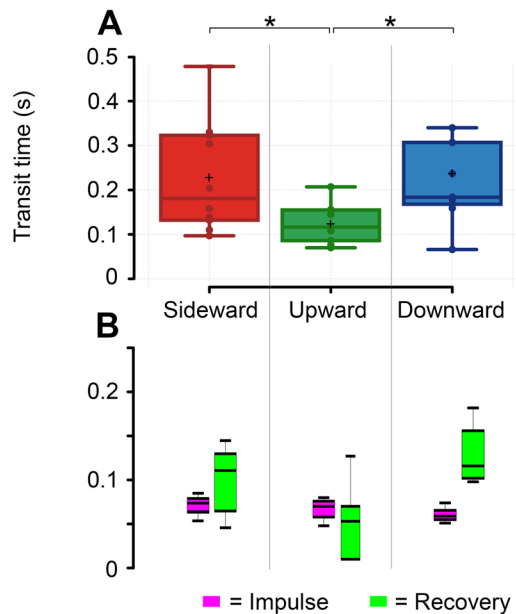 A
*
*
Transit time (s)
0.5
0.4
0.3
0.2
0.1
0
Sideward
Upward
Downward
B
0.2
0.1
0
= Impulse
= Recovery